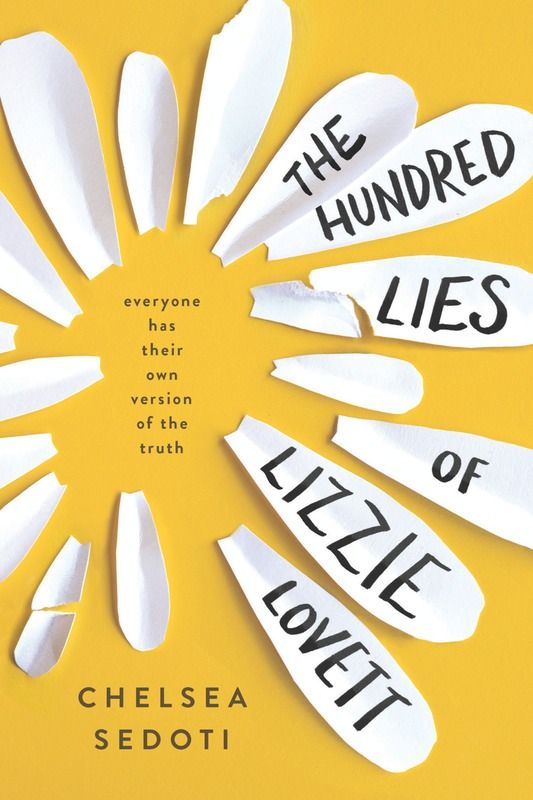 THE
HUNDRED
LIES
OF
LIZZIE
LOVETT
everyone
has
their
own
version
of the
truth
CHELSEA
SEDOTI